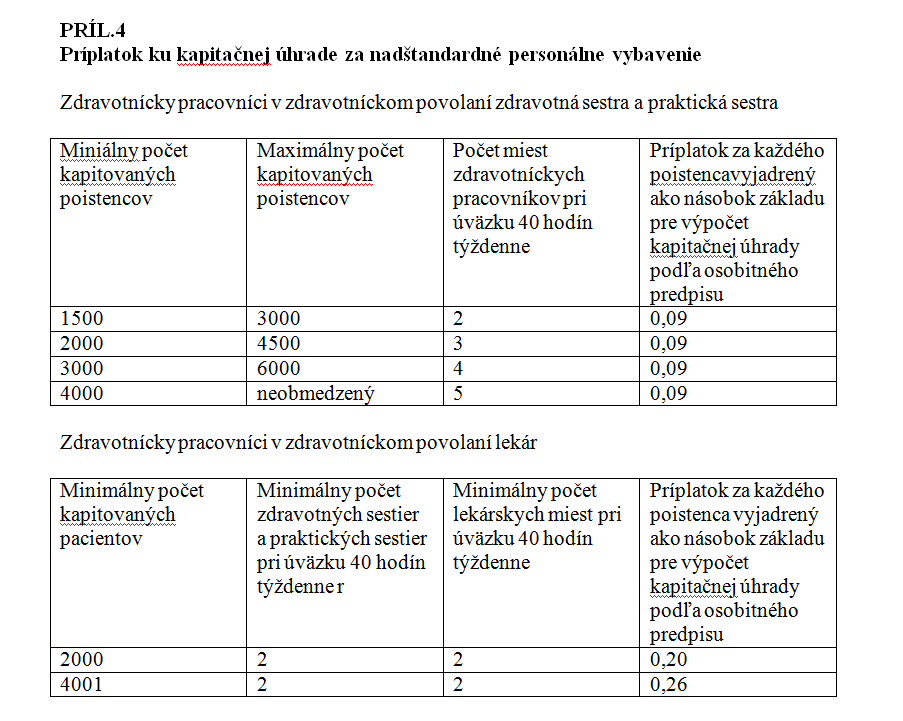 PRÍL.4
Príplatok ku kapitačnej úhrade za nadštandardné personálne vybavenie
Zdravotnícky pracovníci v zdravotníckom povolaní zdravotná sestra a praktická sestra
Miniálny počet
kapitovaných
poistencov
Maximálny počet
kapitovaných
poistencov
Počet miest
zdravotníckych
pracovníkov pri
úväzku 40 hodín
týždenne
Príplatok za každého
poistencavyjadrený
ako násobok základu
pre výpočet
kapitačnej úhrady
podľa osobitného
predpisu
1500 3000 2 0,09
2000 4500 3 0,09
3000 6000 4 0,09
4000 neobmedzený 5 0,09
Zdravotnícky pracovníci v zdravotníckom povolaní lekár
Minimálny počet
kapitovaných
pacientov
Minimálny počet
zdravotných sestier
a praktických sestier
pri úväzku 40 hodín
týždenne r
Minimálny počet
lekárskych miest pri
úväzku 40 hodín
týždenne
Príplatok za každého
poistenca vyjadrený
ako násobok základu
pre výpočet
kapitačnej úhrady
podľa osobitného
predpisu
2000 2 2 0,20
4001 2 2 0,26